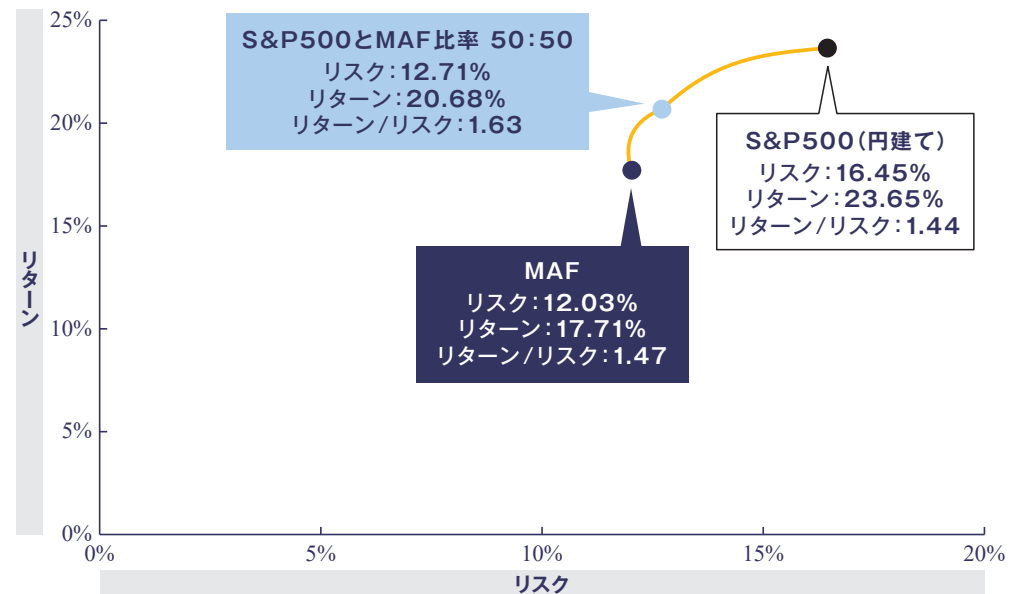 25%
20%
15%
10%
5%
0%
リターン
S&P500とMAF比率 50:50
リスク:12.71%
リターン:20.68%
リターン/リスク:1.63
S&P500(円建て)
リスク:16.45%
リターン:23.65%
リターン/リスク:1.44
MAF
リスク:12.03%
リターン:17.71%
リターン/リスク:1.47
0%
5%
10%
15%
20%
リスク